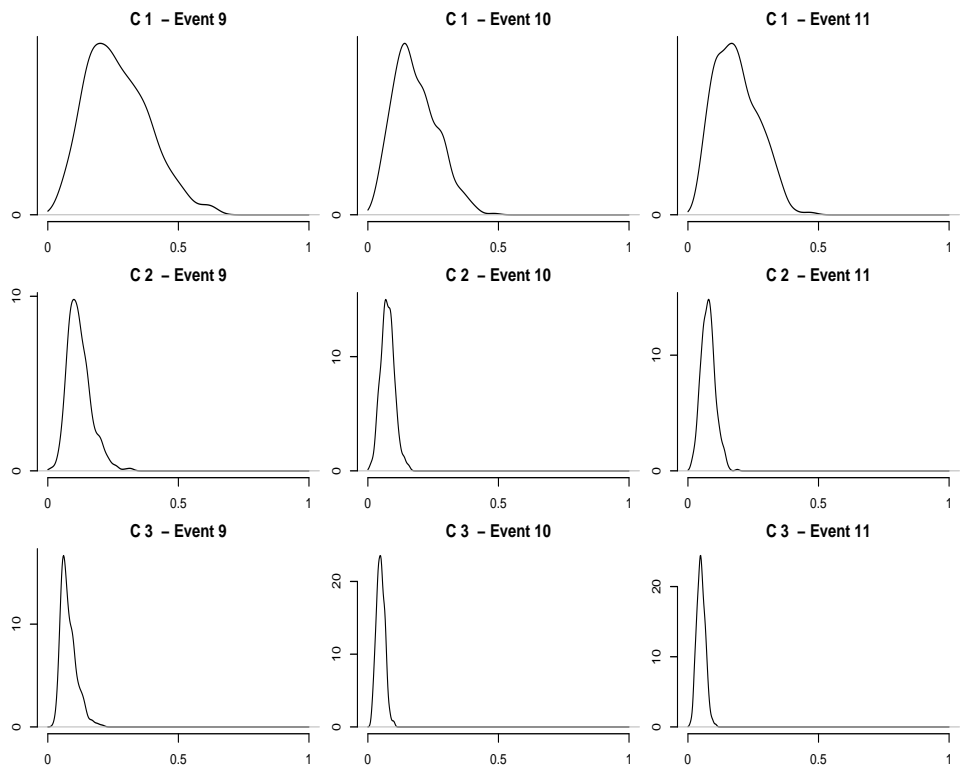 C 1 – Event 9
C 1 – Event 10
C 1 – Event 11
0
0
0
0 0.5 1
0 0.5 1
0 0.5 1
C 2 – Event 9
C 2 – Event 10
C 2 – Event 11
10
0
10
0
10
0
0 0.5 1
0 0.5 1
0 0.5 1
C 3 – Event 9
C 3 – Event 10
C 3 – Event 11
10
0
20
10
0
20
10
0
0 0.5 1
0 0.5 1
0 0.5 1